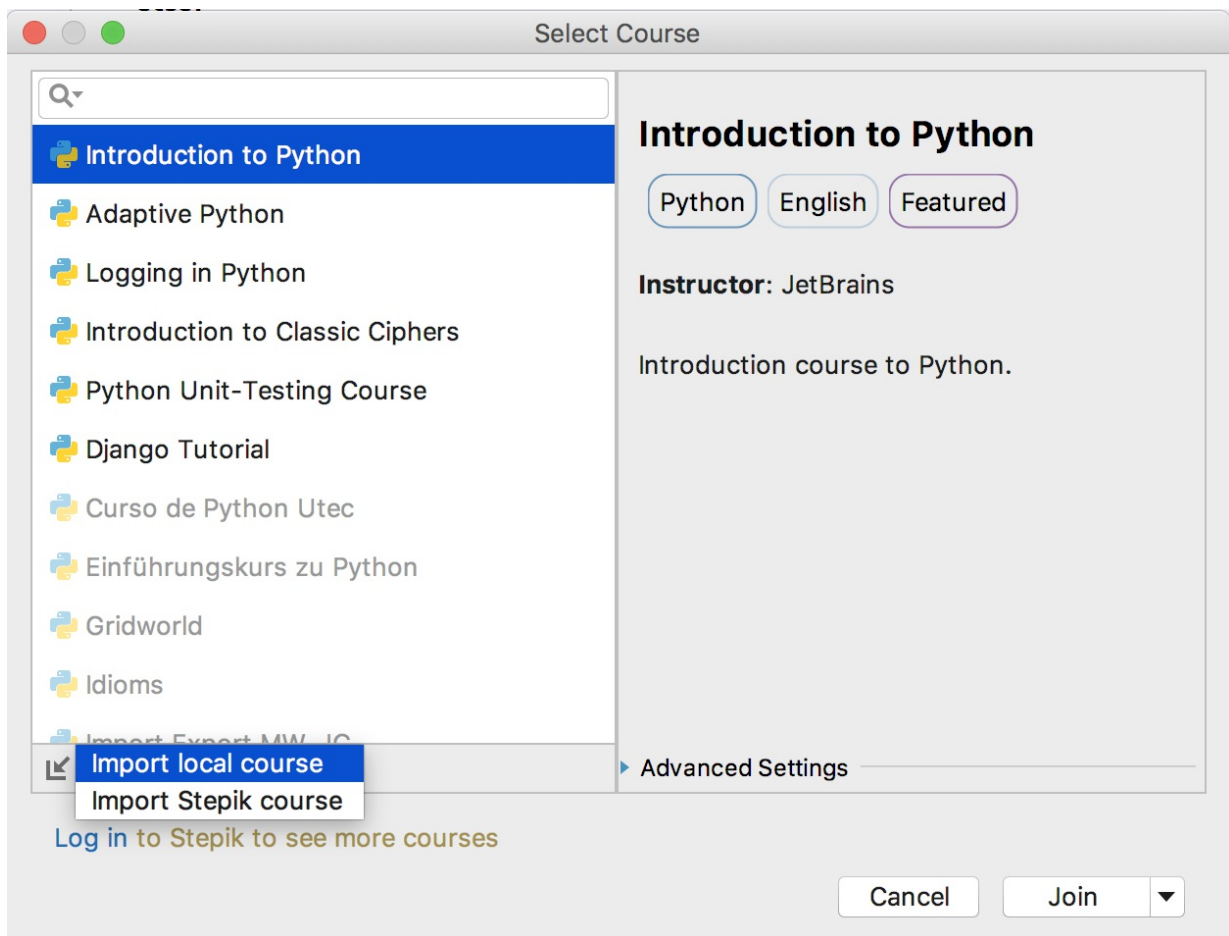 Select Course
Introduction to Python
Adaptive Python
Logging in Python
Introduction to Classic Ciphers
Python Unit-Testing Course
Django Tutorial
Curso de Python Utec
Einführungskurs zu Python
Gridworld
Idioms
Import local course
Import Stepik course
Log in to Stepik to see more courses
Introduction to Python
Python English Featured
Instructor: JetBrains
Introduction course to Python.
Advanced Settings
Cancel Join